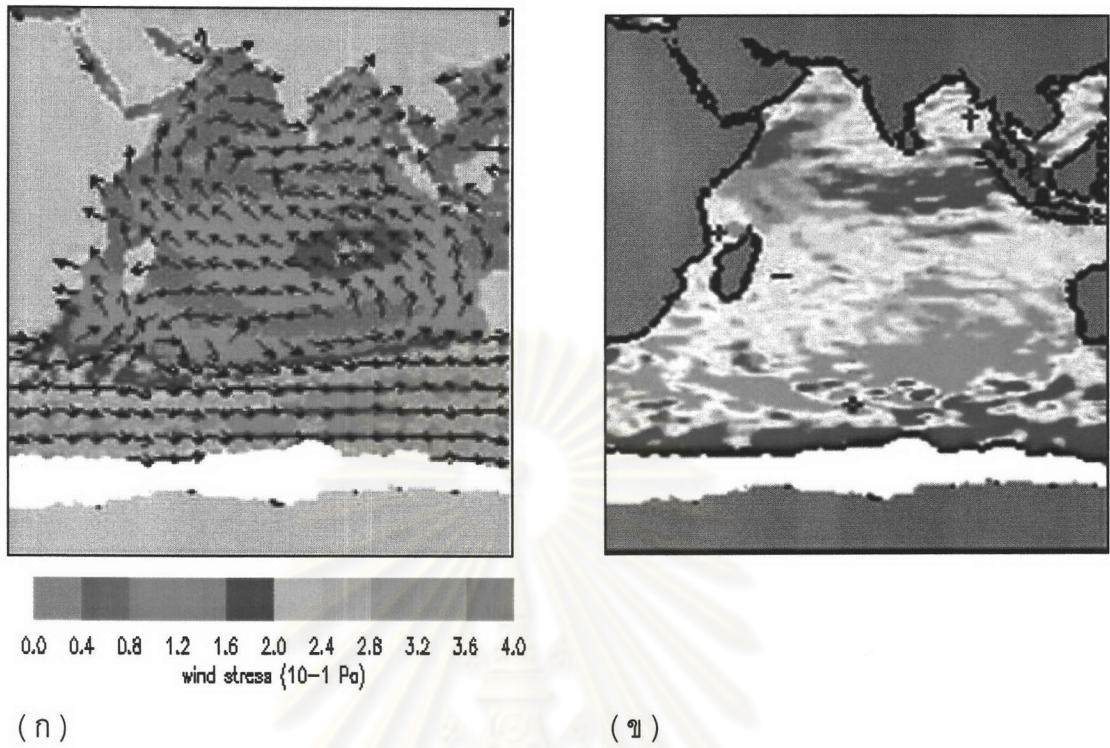 +
+
−
+
0.0 0.4 0.8 1.2 1.6 2.0 2.4 2.8 3.2 3.6 4.0
wind stress (10−1 Pa)
(ก) (ข)